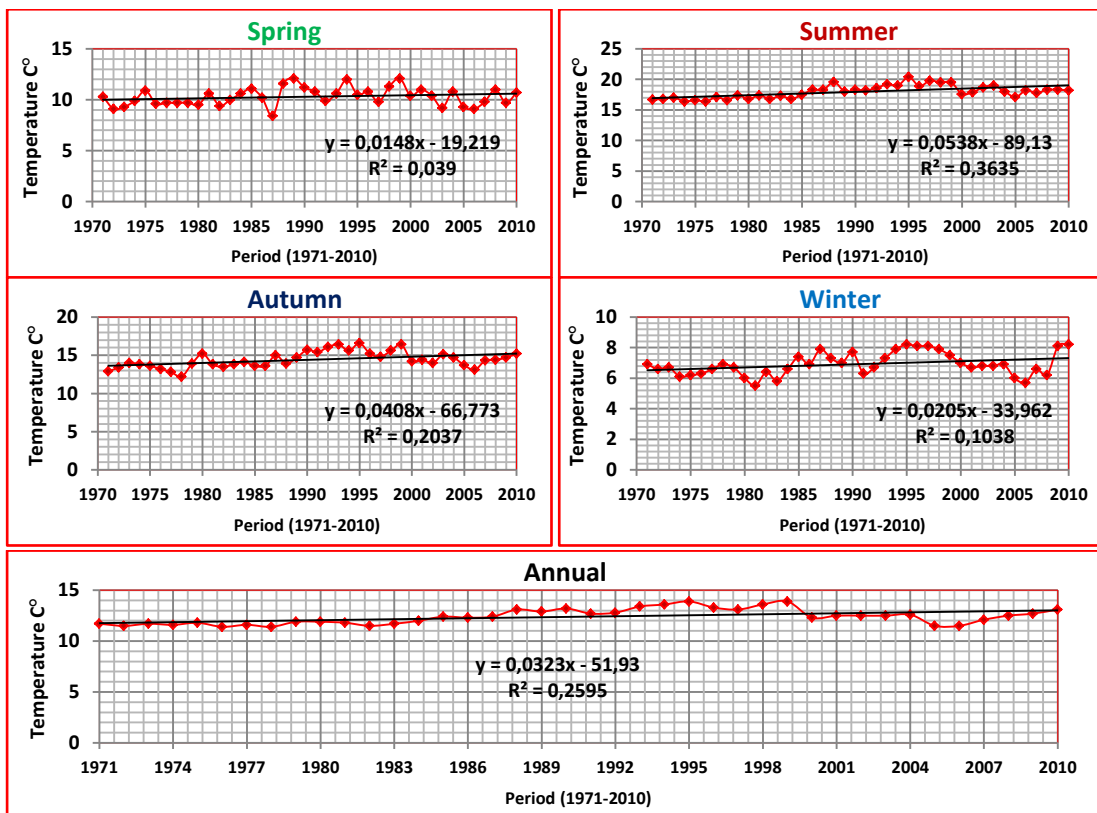 Spring
Temperature C°
15
10
5
0
y = 0,0148x - 19,219
R² = 0,039
1970 1975 1980 1985 1990 1995 2000 2005 2010
Period (1971-2010)
Summer
Temperature C°
25
20
15
10
5
0
y = 0,0538x - 89,13
R² = 0,3635
1970 1975 1980 1985 1990 1995 2000 2005 2010
Period (1971-2010)
Autumn
Temperature C°
20
15
10
5
0
y = 0,0408x - 66,773
R² = 0,2037
1970 1975 1980 1985 1990 1995 2000 2005 2010
Period (1971-2010)
Winter
Temperature C°
10
8
6
4
2
0
y = 0,0205x - 33,962
R² = 0,1038
1970 1975 1980 1985 1990 1995 2000 2005 2010
Period (1971-2010)
Annual
Temperature C°
15
10
5
0
y = 0,0323x - 51,93
R² = 0,2595
1971 1974 1977 1980 1983 1986 1989 1992 1995 1998 2001 2004 2007 2010
Period (1971-2010)